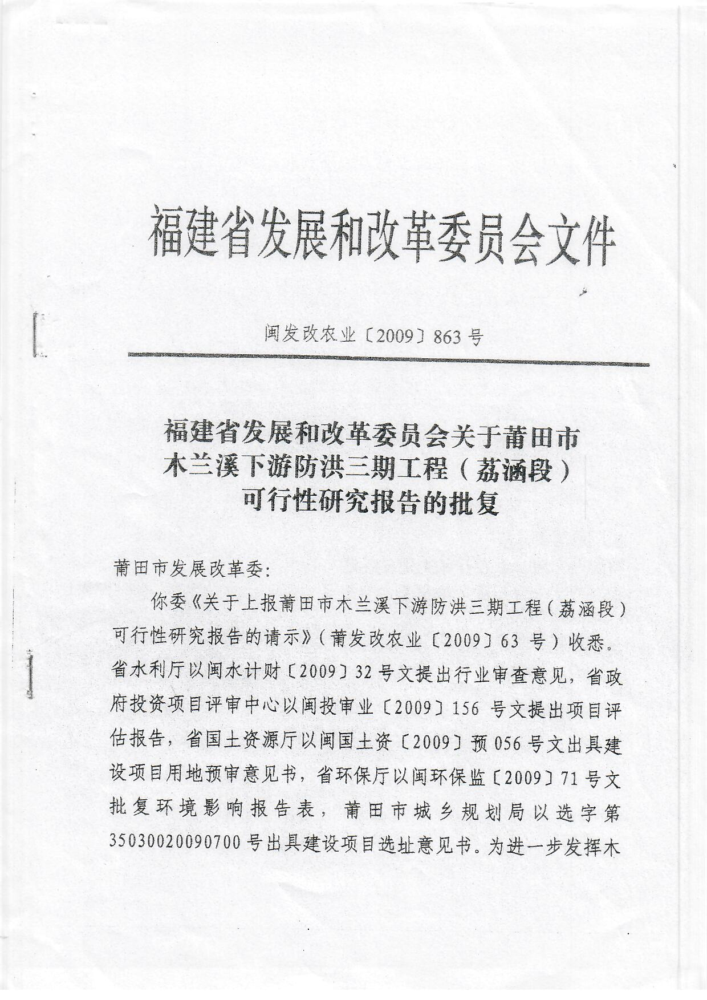 福建省发展和改革委员会文件
闽发改农业〔2009〕863号
福建省发展和改革委员会关于莆田市
木兰溪下游防洪三期工程（荔涵段）
可行性研究报告的批复
莆田市发展改革委：
你委《关于上报莆田市木兰溪下游防洪三期工程（荔涵段）
可行性研究报告的请示》（莆发改农业〔2009〕63 号）收悉。
省水利厅以闽水计财〔2009〕32号文提出行业审查意见，省政
府投资项目评审中心以闽投审业〔2009〕156 号文提出项目评
估报告，省国土资源厅以闽国土资〔2009〕预056号文出具建
设项目用地预审意见书，省环保厅以闽环保监〔2009〕71号文
批复环境影响报告表，莆田市城乡规划局以选字第
35030020090700号出具建设项目选址意见书。为进一步发挥木